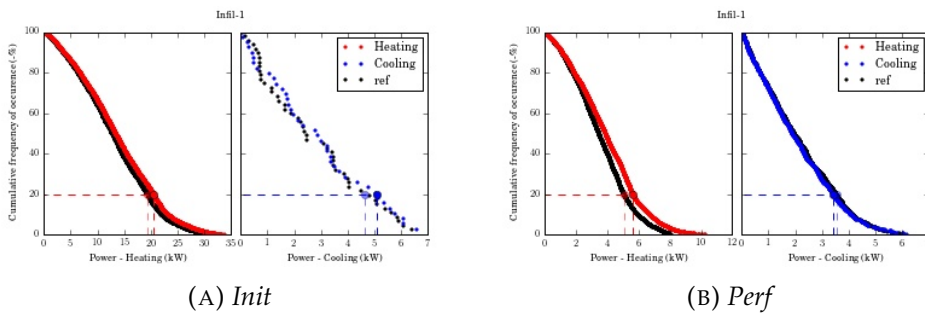 Infil-1
Cumulative frequency of occurence (-%)
100
80
60
40
20
0
0 5 10 15 20 25 30 35
Power - Heating (kW)
0 1 2 3 4 5 6 7
Power - Cooling (kW)
Heating
Cooling
ref
(A) Init
Infil-1
Cumulative frequency of occurence (-%)
100
80
60
40
20
0
0 2 4 6 8 10 12
Power - Heating (kW)
0 1 2 3 4 5 6
Power - Cooling (kW)
Heating
Cooling
ref
(B) Perf